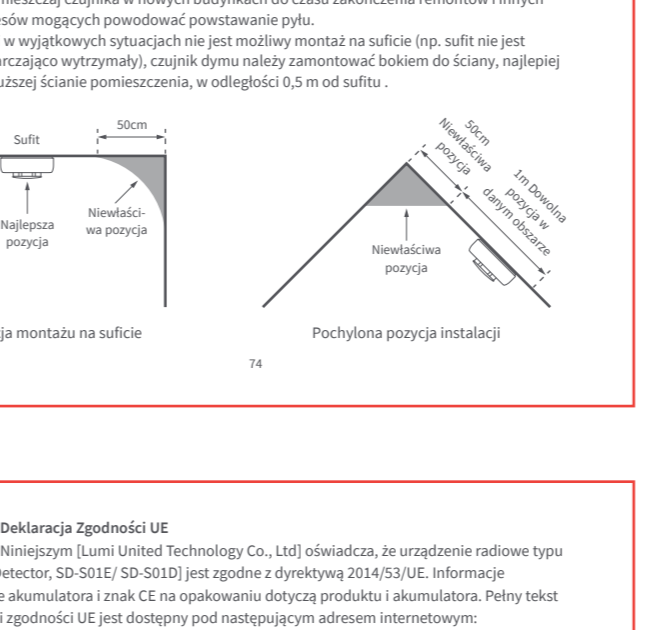 mieszczaj czujnika w nowych budynkach do czasu zakończenia remontów i innych
esów mogących powodować powstawanie pyłu.
w wyjątkowych sytuacjach nie jest możliwy montaż na suficie (np. sufit nie jest
arczająco wytrzymały), czujnik dymu należy zamontować bokiem do ściany, najlepiej
uższej ścianie pomieszczenia, w odległości 0,5 m od sufitu .
Sufit
50cm
Najlepsza
pozycja
Niewłaści-
wa pozycja
ja montażu na suficie
50cm
Niewłaściwa
pozycja
1m Dowolna
pozycja w
danym obszarze
Niewłaściwa
pozycja
Pochylona pozycja instalacji
74
Deklaracja Zgodności UE
Niniejszym [Lumi United Technology Co., Ltd] oświadcza, że urządzenie radiowe typu
Detector, SD-S01E/ SD-S01D] jest zgodne z dyrektywą 2014/53/UE. Informacje
e akumulatora i znak CE na opakowaniu dotyczą produktu i akumulatora. Pełny tekst
i zgodności UE jest dostępny pod następującym adresem internetowym: